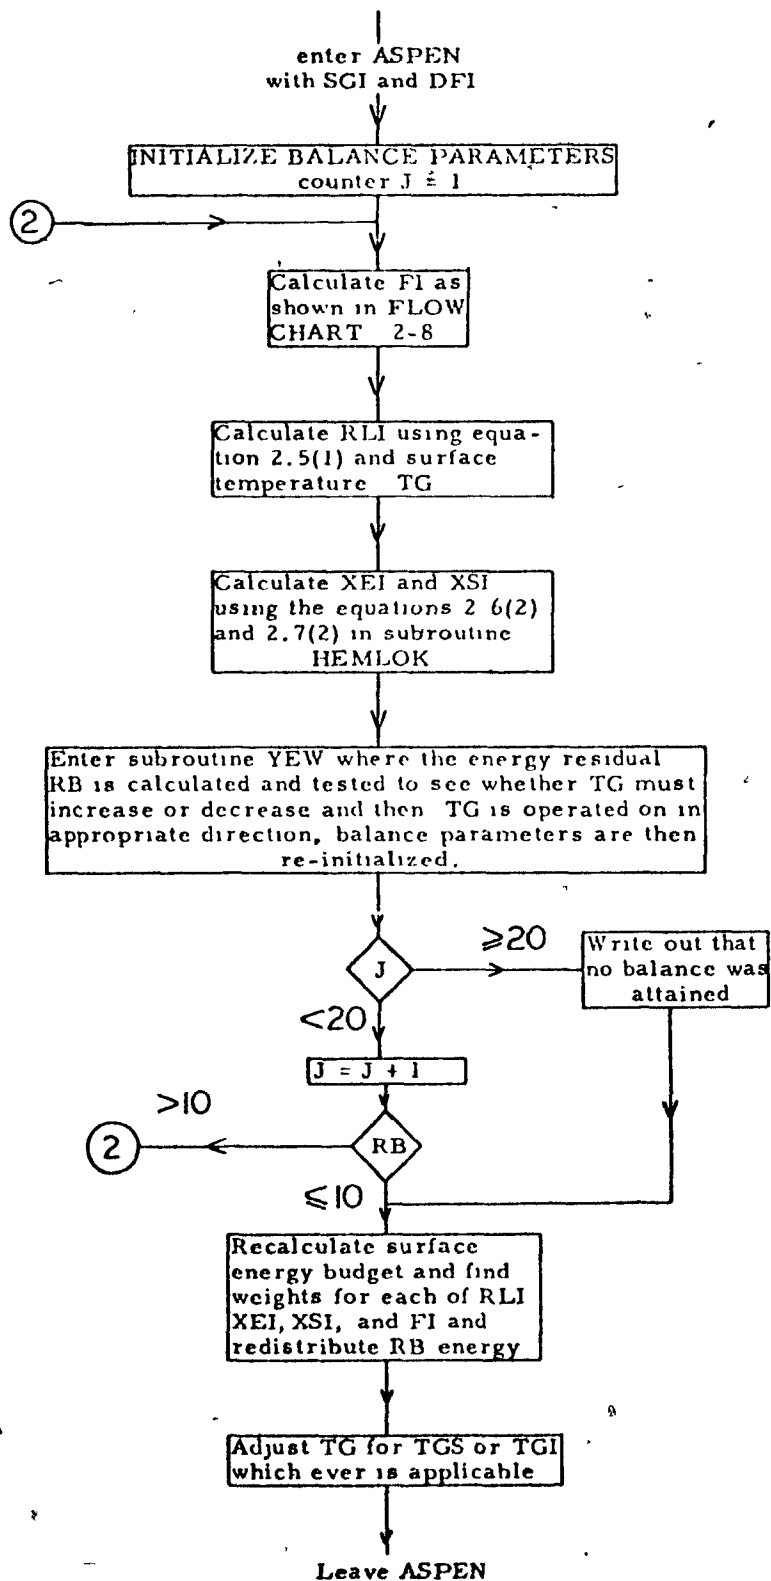 enter ASPEN
with SGI and DFI
INITIALIZE BALANCE PARAMETERS
counter J = 1
2
Calculate FI as
shown in FLOW
CHART 2-8
Calculate RLI using equa-
tion 2.5(1) and surface
temperature TG
Calculate XEI and XSI
using the equations 2 6(2)
and 2.7(2) in subroutine
HEMLOK
Enter subroutine YEW where the energy residual
RB is calculated and tested to see whether TG must
increase or decrease and then TG is operated on in
appropriate direction, balance parameters are then
re-initialized.
J
≥20
Write out that
no balance was
attained
<20
J = J + 1
>10
2
RB
≤10
Recalculate surface
energy budget and find
weights for each of RLI
XEI, XSI, and FI and
redistribute RB energy
Adjust TG for TGS or TGI
which ever is applicable
Leave ASPEN